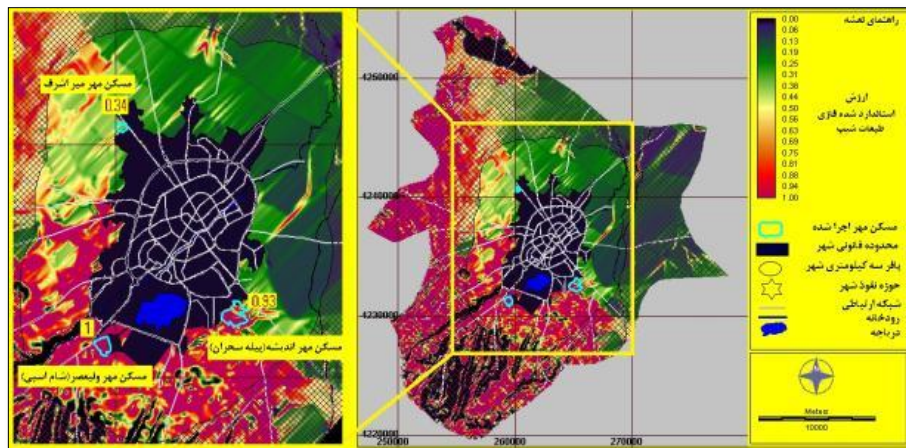 مسکن مهر میر اشرف
0.34
0.93
1
مسکن مهر اندیشه(پیله سحران)
مسکن مهر ولیعصر(شام اسبی)
4250000
4240000
4230000
4220000
250000
260000
270000
راهنمای نقشه
0.00
0.06
0.13
0.19
0.25
0.31
0.38
0.44
0.50
0.56
0.63
0.69
0.75
0.81
0.88
0.94
1.00
ارزش
استاندارد شده فازی
طبقات شیب
مسکن مهر اجرا شده
محدوده قانونی شهر
بافر سه کیلومتری شهر
حوزه نفوذ شهر
شبکه ارتباطی
رودخانه
دریاچه
Meters
10000